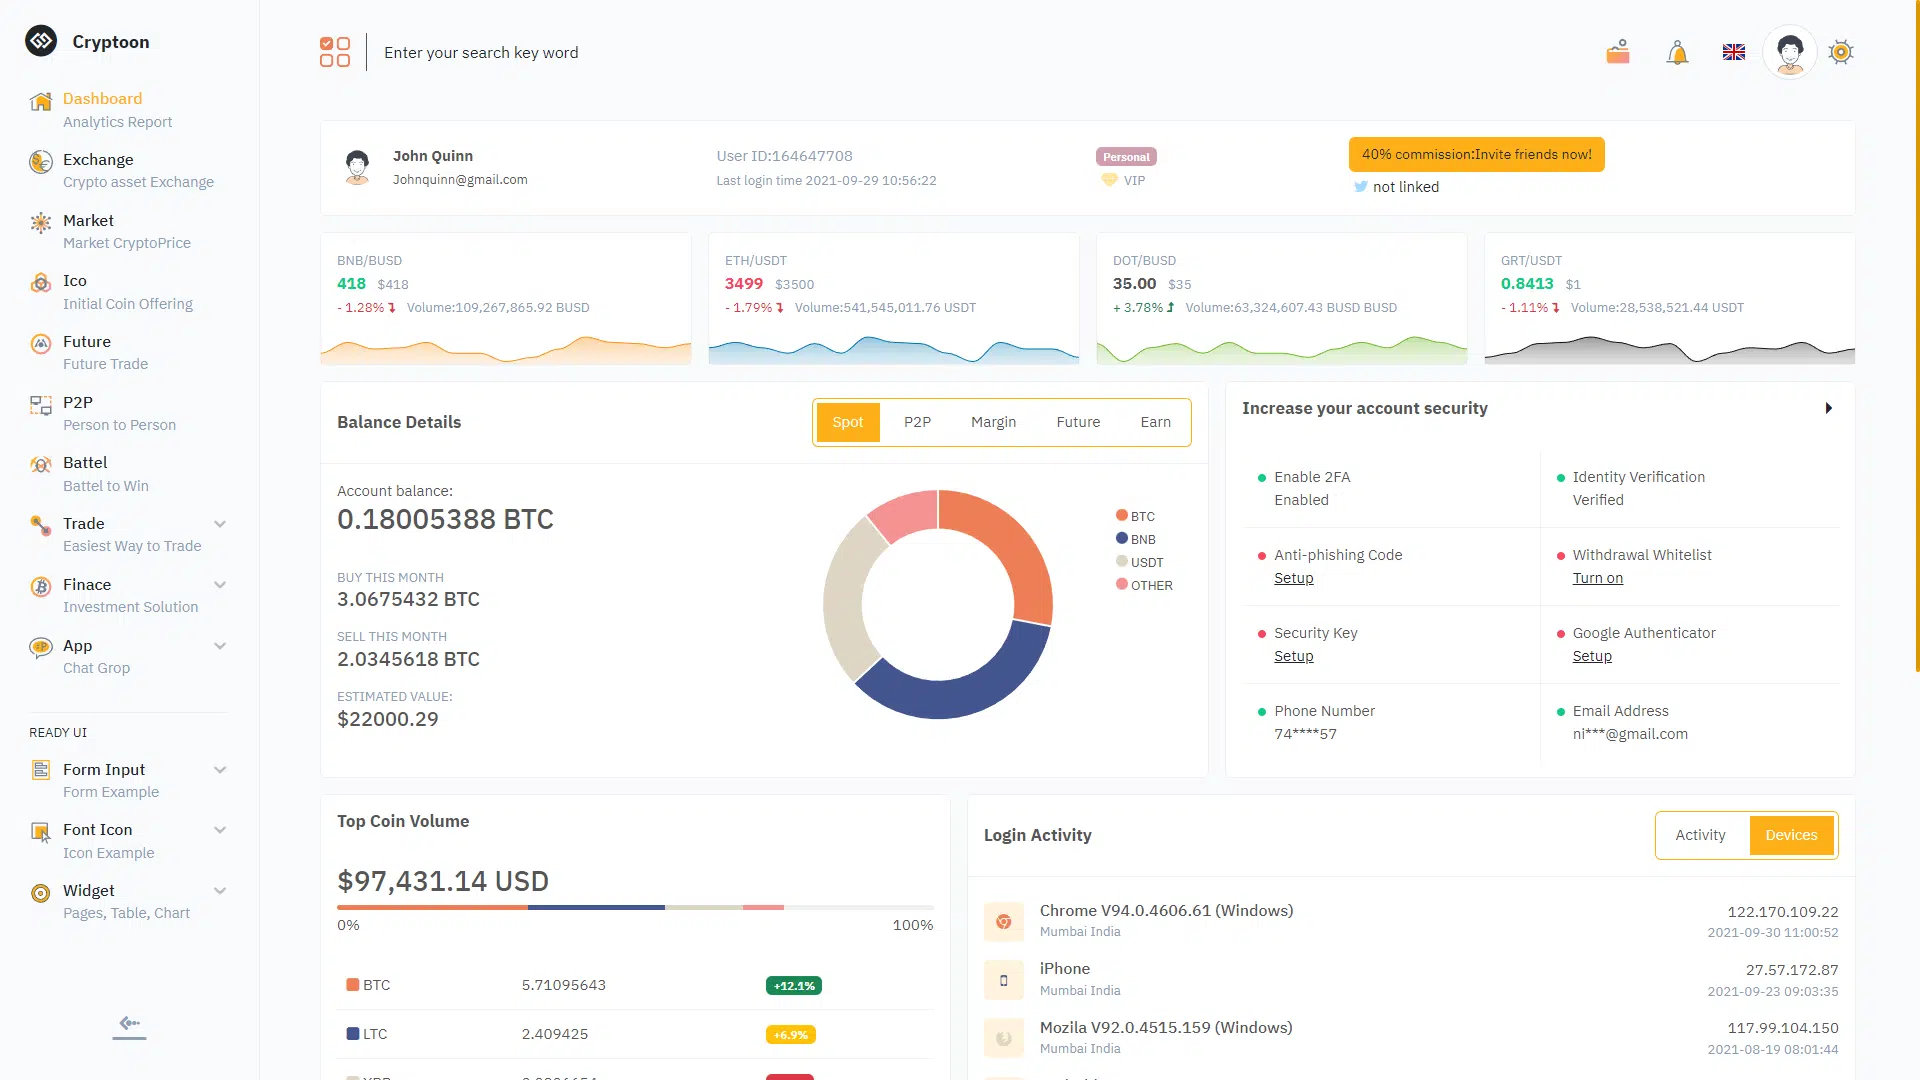 Cryptoon
Dashboard
Analytics Report
Exchange
Crypto asset Exchange
Market
Market CryptoPrice
Ico
Initial Coin Offering
Future
Future Trade
P2P
Person to Person
Battel
Battel to Win
Trade
Easiest Way to Trade
Finace
Investment Solution
App
Chat Grop
READY UI
Form Input
Form Example
Font Icon
Icon Example
Widget
Pages, Table, Chart
Enter your search key word
John Quinn
Johnquinn@gmail.com
User ID:164647708
Last login time 2021-09-29 10:56:22
Personal
VIP
40% commission:Invite friends now!
not linked
BNB/BUSD
418 $418
- 1.28% Volume:109,267,865.92 BUSD
ETH/USDT
3499 $3500
- 1.79% Volume:541,545,011.76 USDT
DOT/BUSD
35.00 $35
+ 3.78% Volume:63,324,607.43 BUSD BUSD
GRT/USDT
0.8413 $1
- 1.11% Volume:28,538,521.44 USDT
Balance Details
Spot P2P Margin Future Earn
Account balance:
0.18005388 BTC
BUY THIS MONTH
3.0675432 BTC
SELL THIS MONTH
2.0345618 BTC
ESTIMATED VALUE:
$22000.29
BTC
BNB
USDT
OTHER
Increase your account security
Enable 2FA
Enabled
Identity Verification
Verified
Anti-phishing Code
Setup
Withdrawal Whitelist
Turn on
Security Key
Setup
Google Authenticator
Setup
Phone Number
74****57
Email Address
ni***@gmail.com
Top Coin Volume
$97,431.14 USD
0% 100%
BTC 5.71095643 +12.1%
LTC 2.409425 +6.9%
Login Activity
Activity Devices
Chrome V94.0.4606.61 (Windows)
Mumbai India
122.170.109.22
2021-09-30 11:00:52
iPhone
Mumbai India
27.57.172.87
2021-09-23 09:03:35
Mozila V92.0.4515.159 (Windows)
Mumbai India
117.99.104.150
2021-08-19 08:01:44